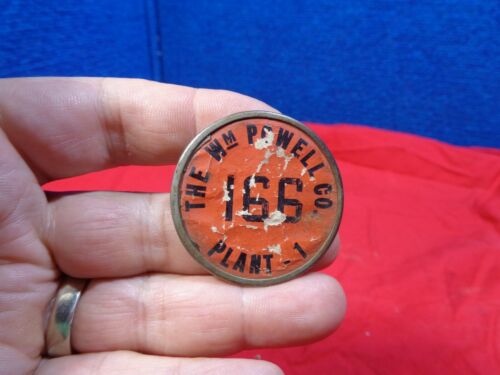 THE WM POWELL CO
166
PLANT - 1